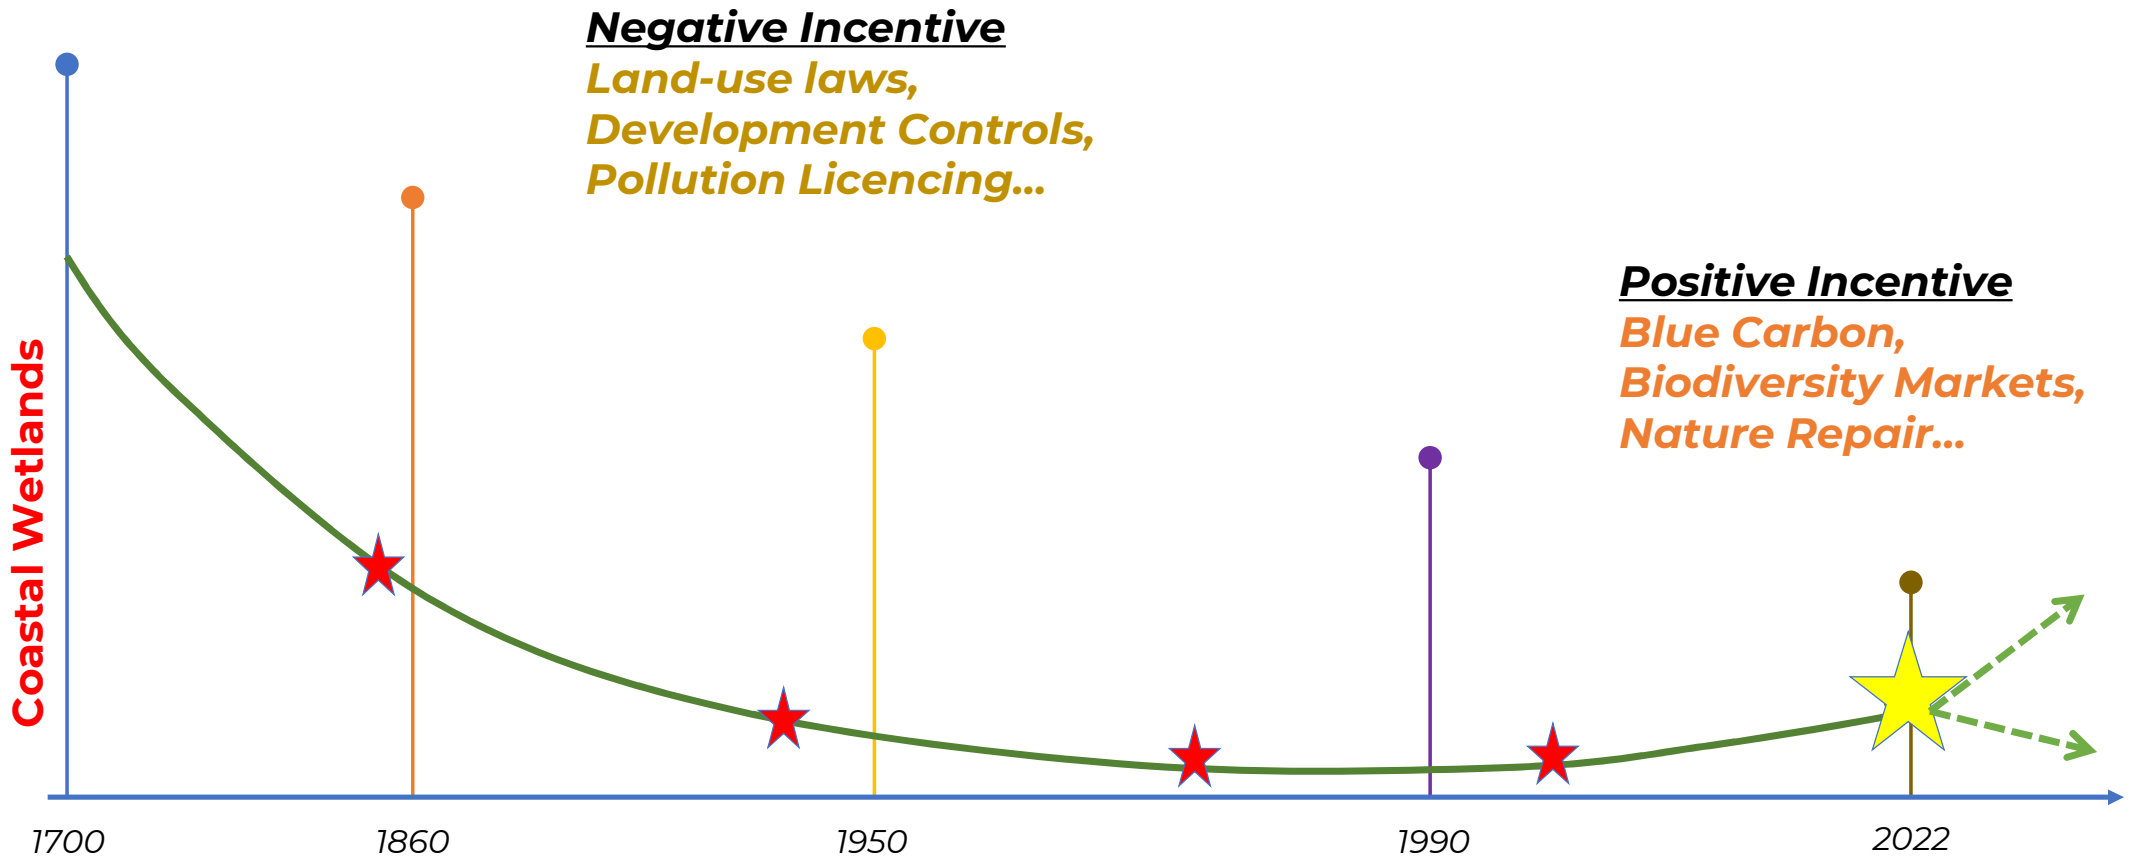 Negative Incentive
Land-use laws,
Development Controls,
Pollution Licencing...
Positive Incentive
Blue Carbon,
Biodiversity Markets,
Nature Repair...
Coastal Wetlands
1700
1860
1950
1990
2022